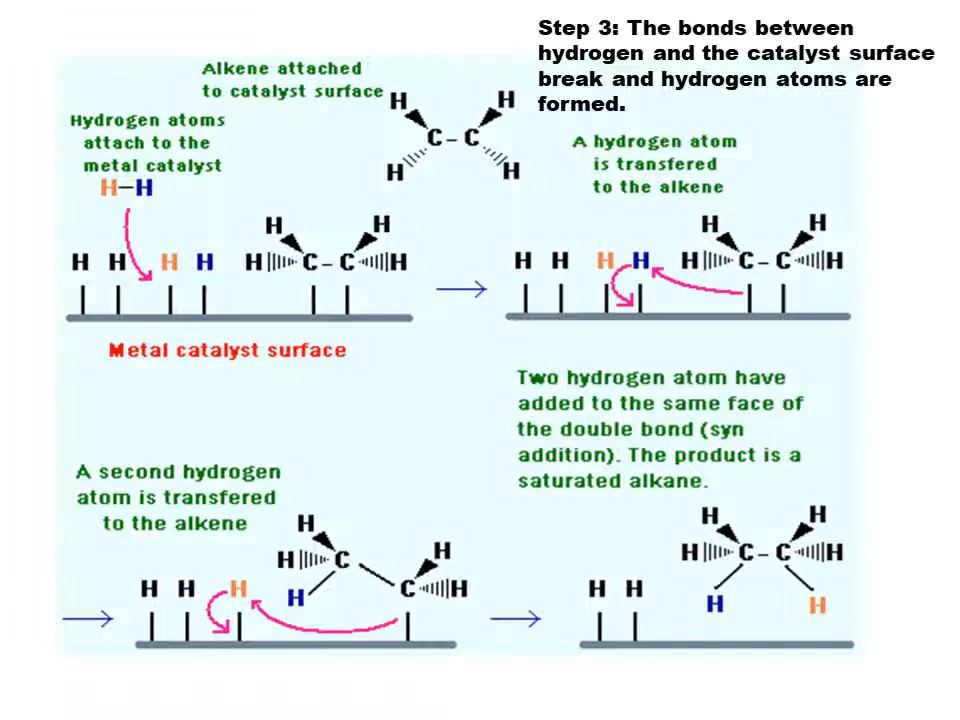 Step 3: The bonds between
hydrogen and the catalyst surface
break and hydrogen atoms are
formed.
Alkene attached
to catalyst surface
Hydrogen atoms
attach to the
metal catalyst
H–H
H H
C – C
H H
A hydrogen atom
is transfered
to the alkene
H H
H H H H H C – C H
H H
H H H H H C – C H
Metal catalyst surface
Two hydrogen atom have
added to the same face of
the double bond (syn
addition). The product is a
saturated alkane.
A second hydrogen
atom is transfered
to the alkene
H
H C H
H H H H C H
H H
H C – C H
H H H H